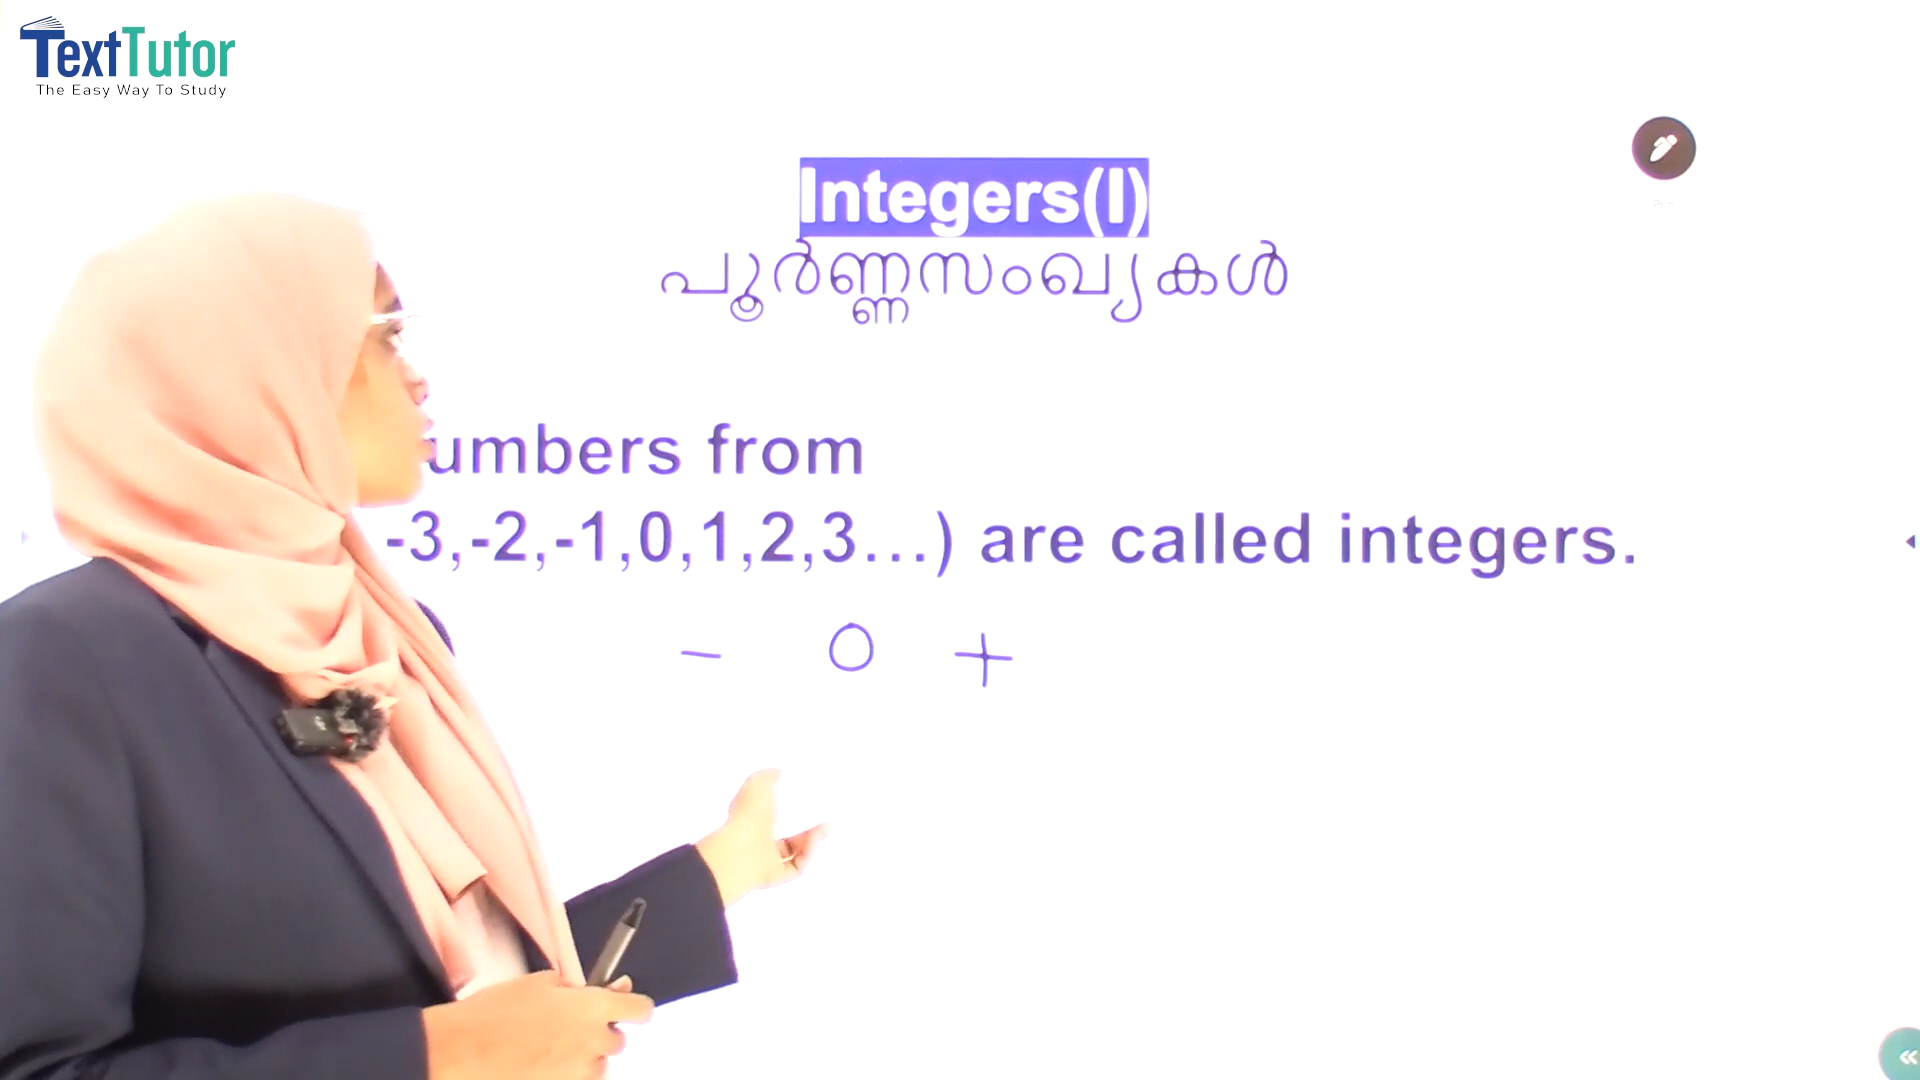 TextTutor
The Easy Way To Study
Integers(I)
പൂർണ്ണസംഖ്യകൾ
from
-3,-2,-1,0,1,2,3...) are called integers.
- 0 +